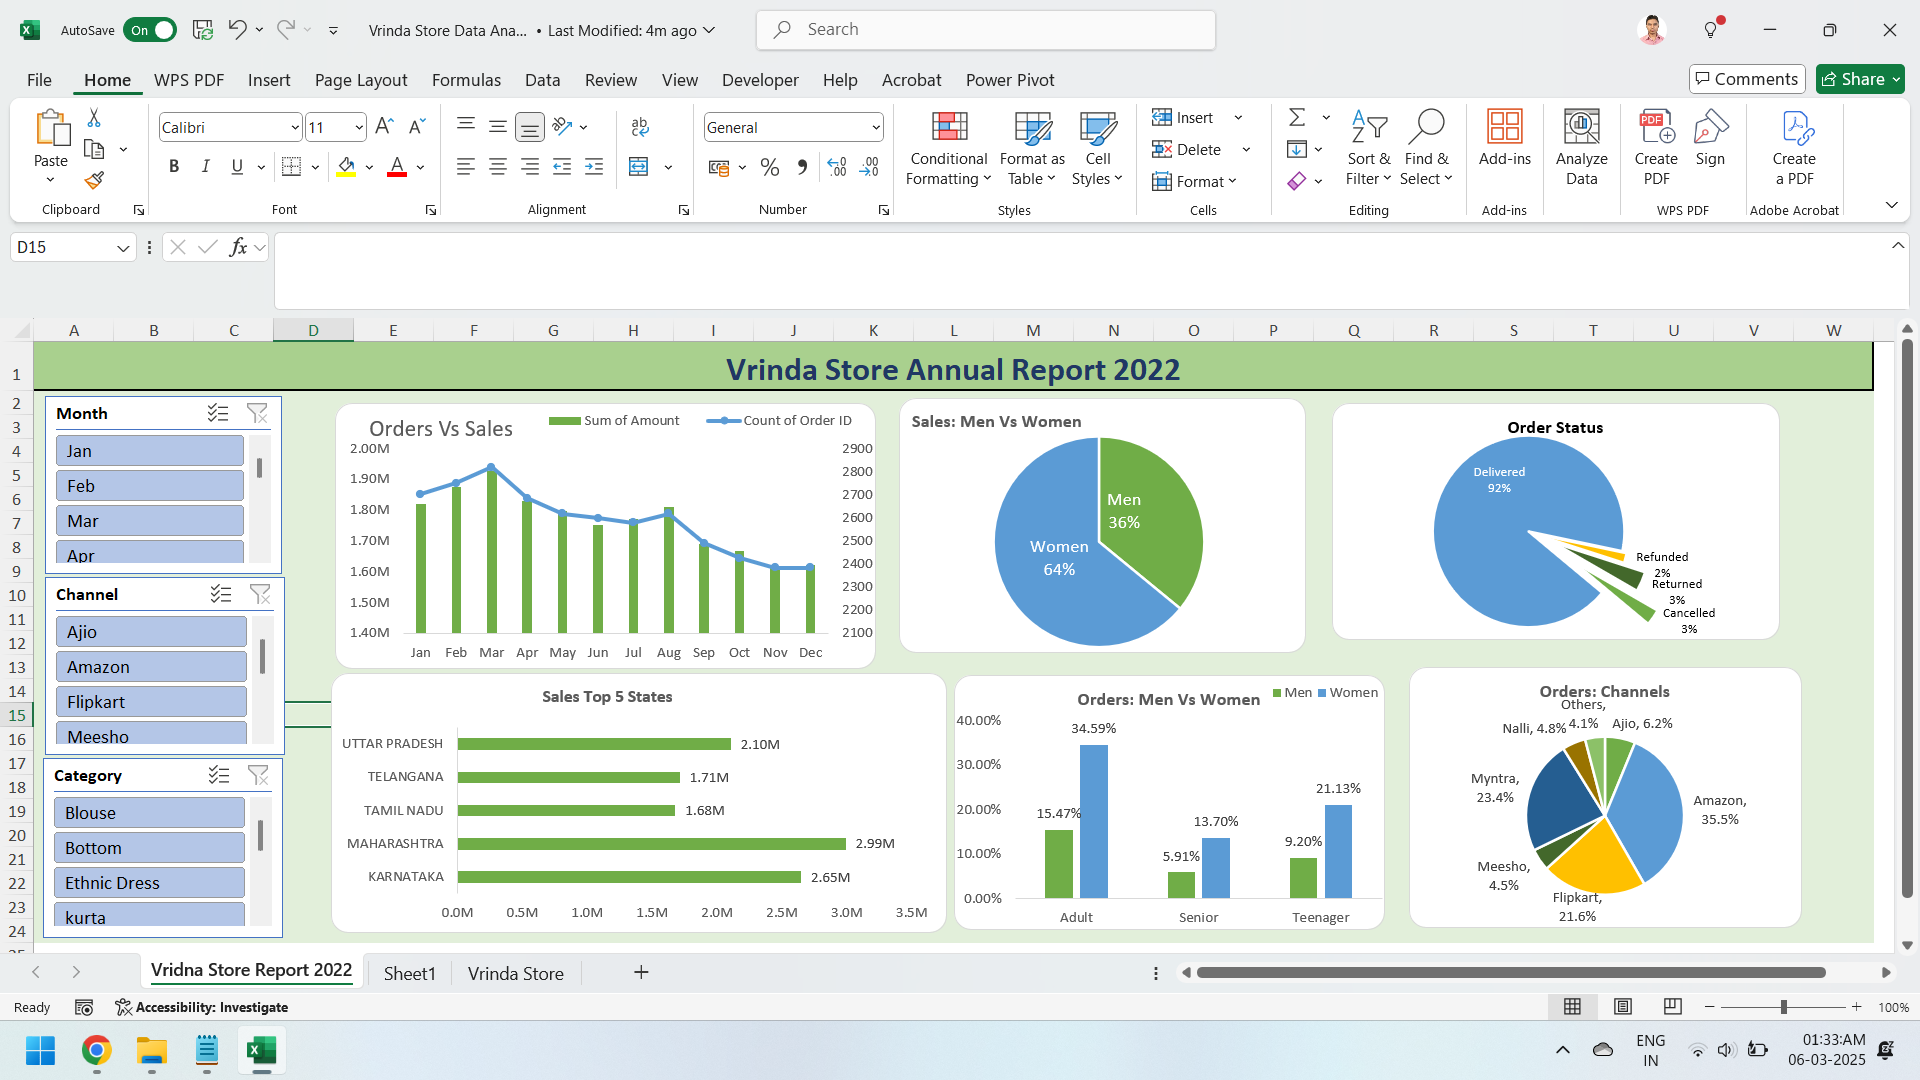 AutoSave On
Vrinda Store Data Ana... • Last Modified: 4m ago
Search
File Home WPS PDF Insert Page Layout Formulas Data Review View Developer Help Acrobat Power Pivot
Comments Share
Paste
Clipboard
Calibri 11
B I U A
Font
ab
c
Alignment
General
% .00 .00
Number
Conditional Formatting
Format as Table
Cell Styles
Styles
Insert
Delete
Format
Cells
Sort & Filter
Find & Select
Editing
Add-ins
Add-ins
Analyze Data
Create PDF
Sign
WPS PDF
Create a PDF
Adobe Acrobat
D15 fx
A B C D E F G H I J K L M N O P Q R S T U V W
1 2 3 4 5 6 7 8 9 10 11 12 13 14 15 16 17 18 19 20 21 22 23 24 25
Vrinda Store Annual Report 2022
Month
Jan
Feb
Mar
Apr
Channel
Ajio
Amazon
Flipkart
Meesho
Category
Blouse
Bottom
Ethnic Dress
kurta
Orders Vs Sales
Sum of Amount Count of Order ID
2.00M
1.90M
1.80M
1.70M
1.60M
1.50M
1.40M
2900
2800
2700
2600
2500
2400
2300
2200
2100
Jan Feb Mar Apr May Jun Jul Aug Sep Oct Nov Dec
Sales: Men Vs Women
Men
36%
Women
64%
Order Status
Delivered
92%
Refunded
2%
Returned
3%
Cancelled
3%
Sales Top 5 States
UTTAR PRADESH 2.10M
TELANGANA 1.71M
TAMIL NADU 1.68M
MAHARASHTRA 2.99M
KARNATAKA 2.65M
0.0M 0.5M 1.0M 1.5M 2.0M 2.5M 3.0M 3.5M
Orders: Men Vs Women
Men Women
40.00%
30.00%
20.00%
10.00%
0.00%
15.47% 34.59%
5.91% 13.70%
9.20% 21.13%
Adult Senior Teenager
Orders: Channels
Others,
4.1%
Ajio, 6.2%
Nalli, 4.8%
Myntra,
23.4%
Amazon,
35.5%
Meesho,
4.5%
Flipkart,
21.6%
Vridna Store Report 2022 Sheet1 Vrinda Store
Ready Accessibility: Investigate 100%
ENG
IN
01:33:AM
06-03-2025